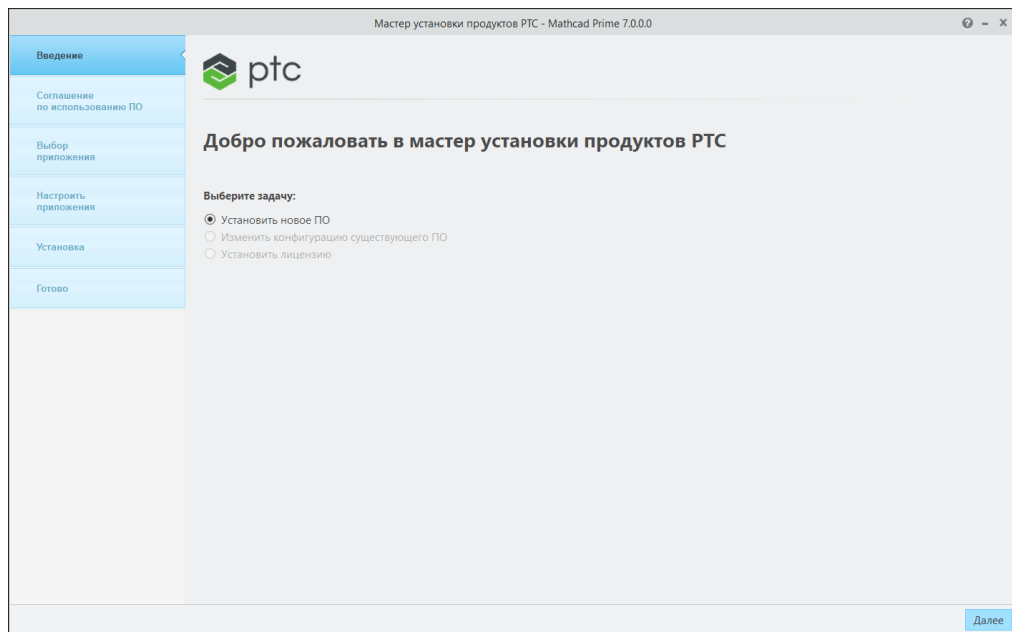 Мастер установки продуктов PTC - Mathcad Prime 7.0.0.0
Введение
Соглашение
по использованию ПО
Выбор
приложения
Настроить
приложения
Установка
Готово
ptc
Добро пожаловать в мастер установки продуктов PTC
Выберите задачу:
Установить новое ПО
Изменить конфигурацию существующего ПО
Установить лицензию
Далее